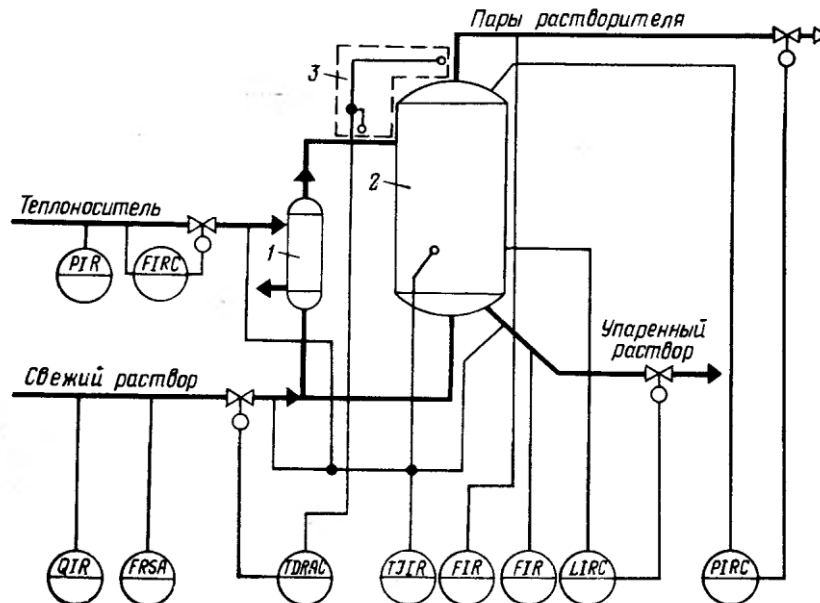 Пары растворителя
3
2
Теплоноситель
1
PIR
FIRC
Упаренный
раствор
Свежий раствор
QIR
FRSA
TDRAC
TJIR
FIR
FIR
LIRC
PIRC